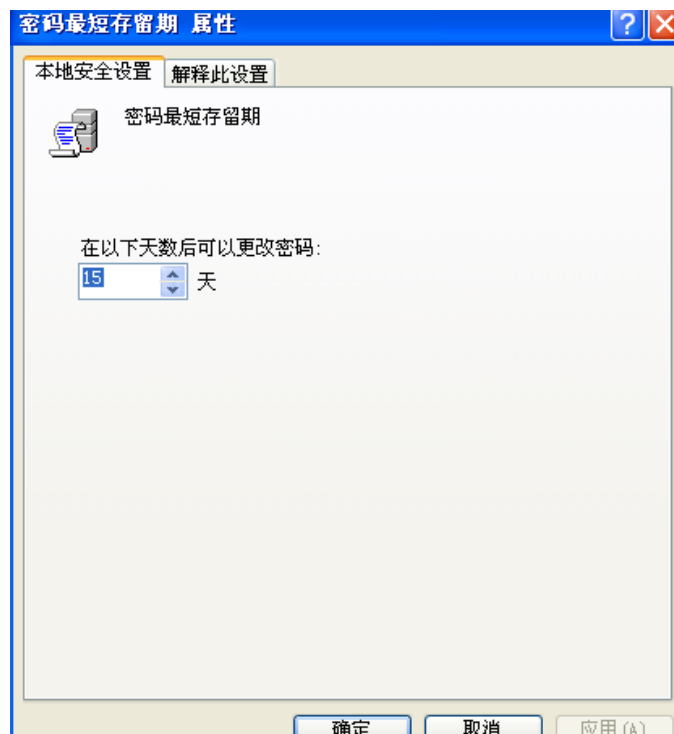 密码最短存留期 属性
本地安全设置 解释此设置
密码最短存留期
在以下天数后可以更改密码:
15 天
确定 取消 应用(A)